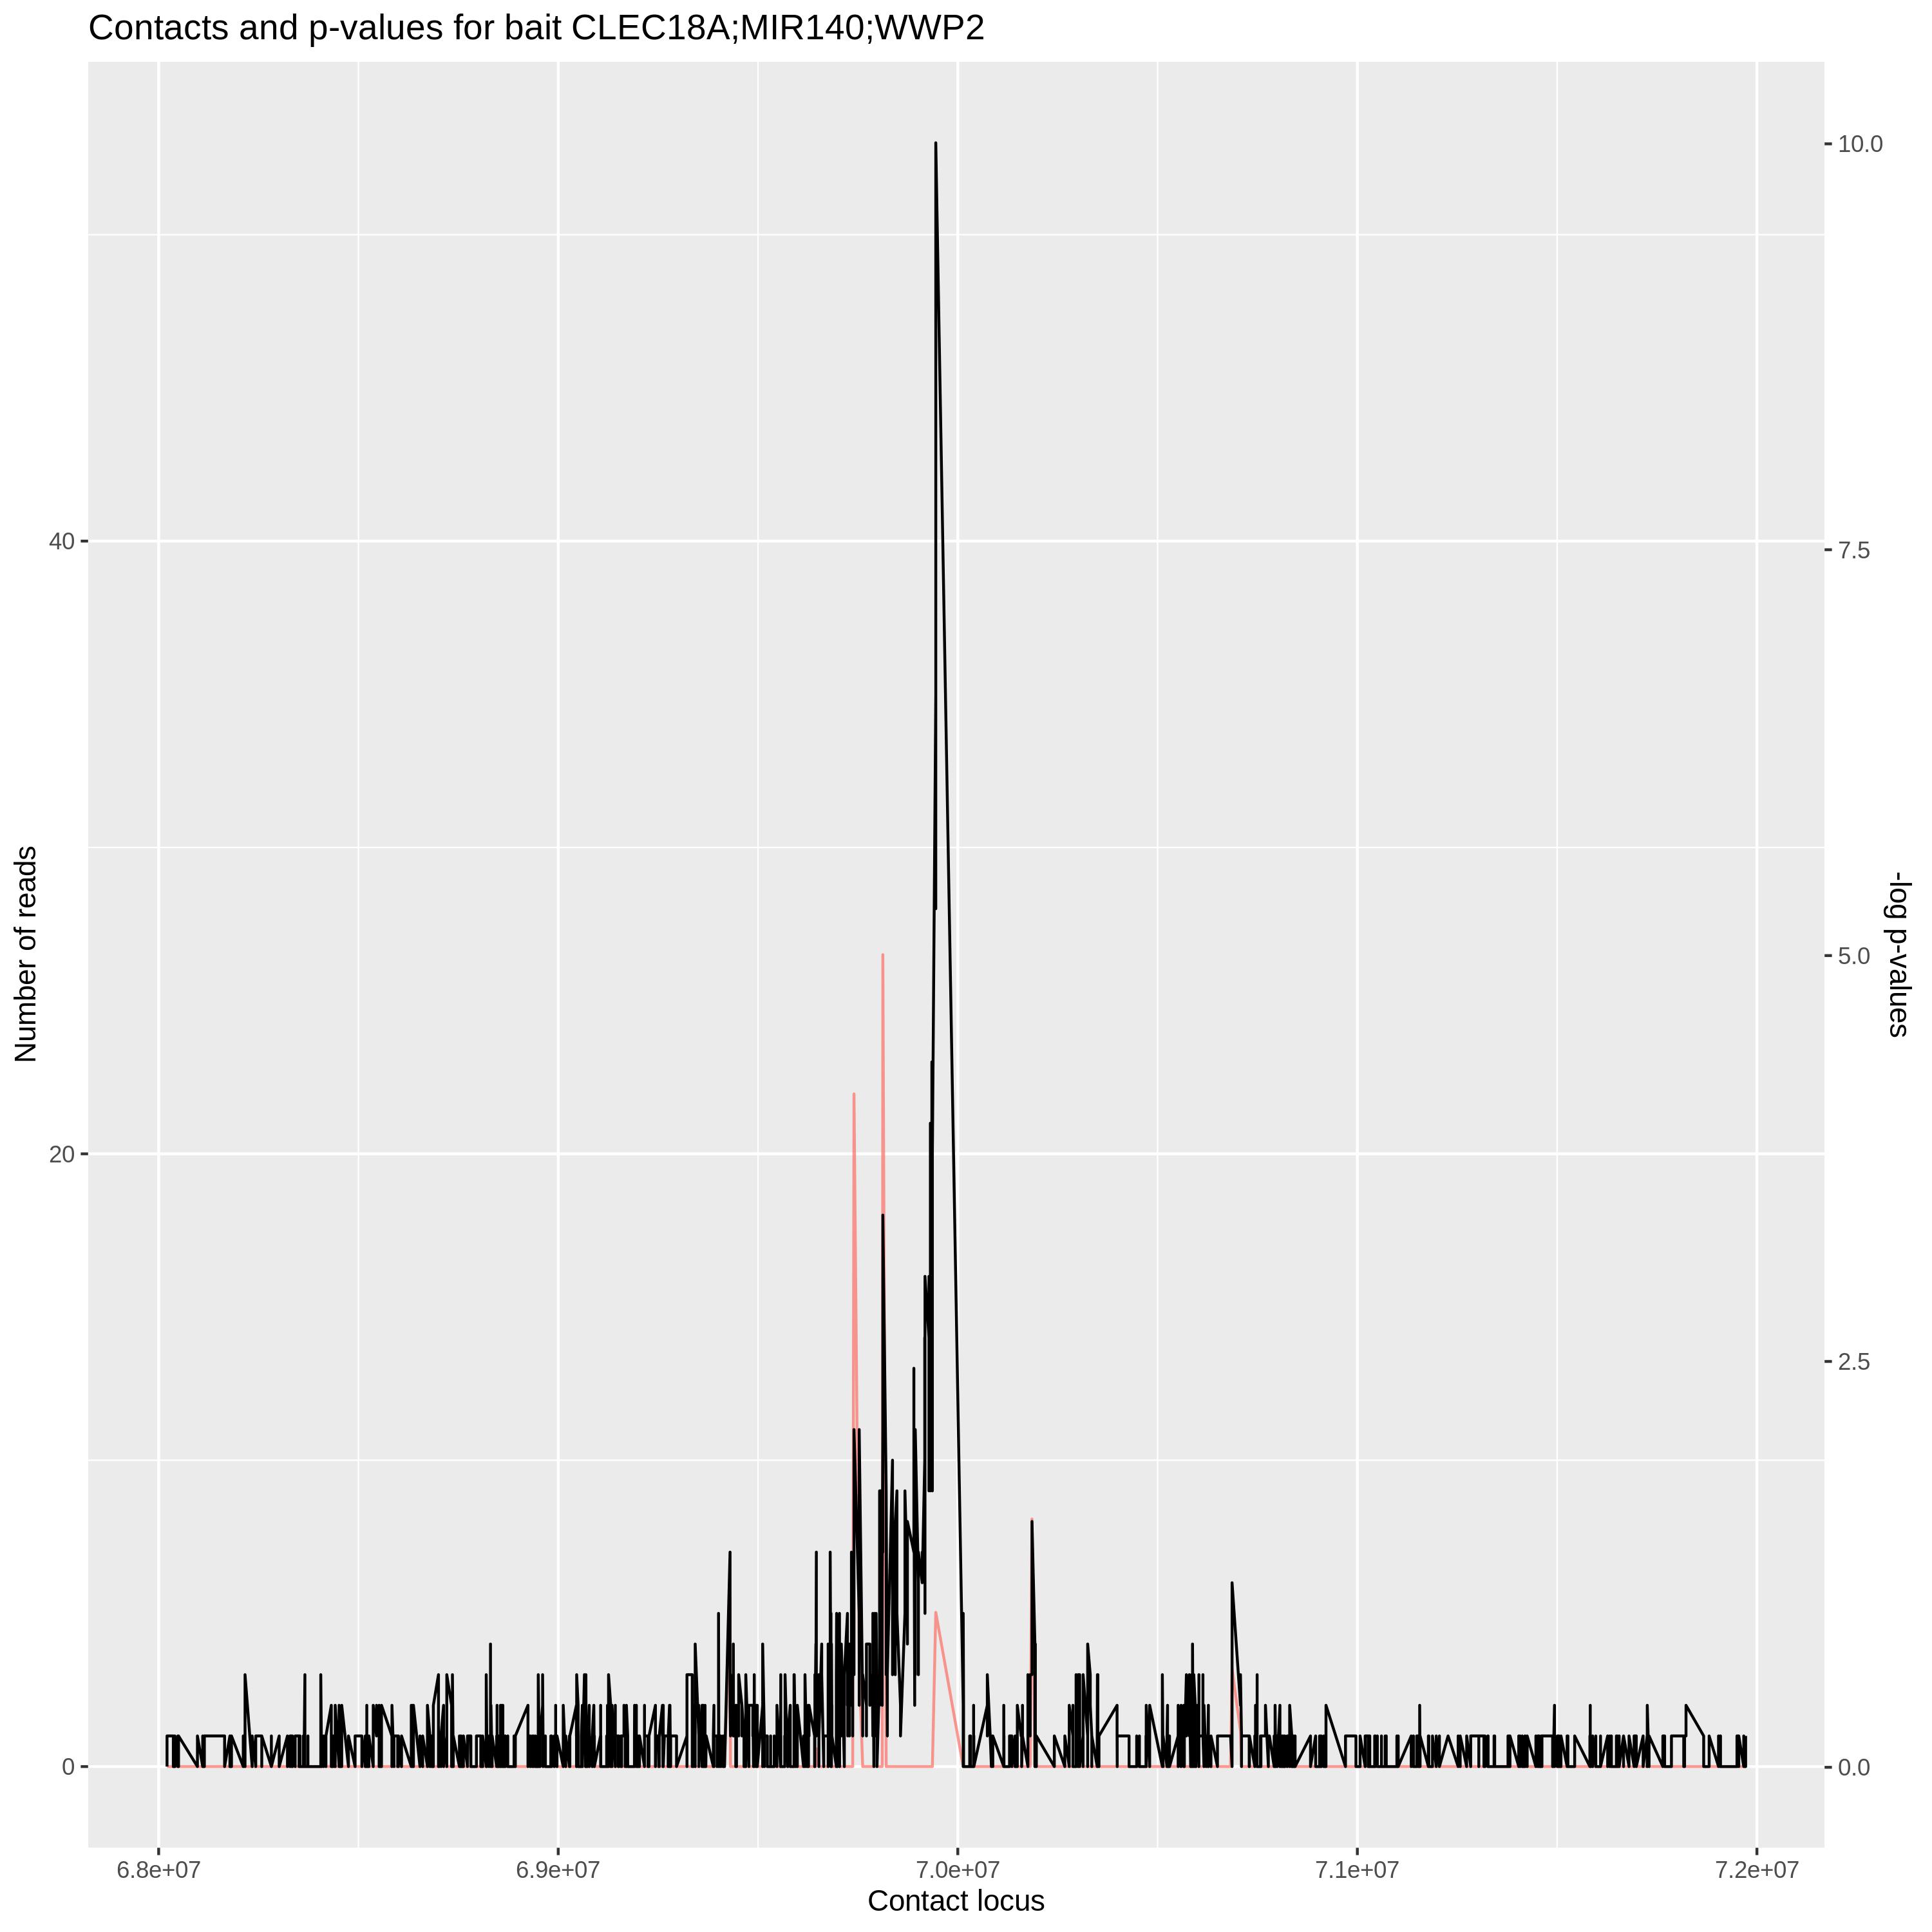 Contacts and p-values for bait CLEC18A;MIR140;WWP2
Number of reads
40
20
0
10.0
7.5
5.0
2.5
0.0
-log p-values
6.8e+07
6.9e+07
7.0e+07
7.1e+07
7.2e+07
Contact locus